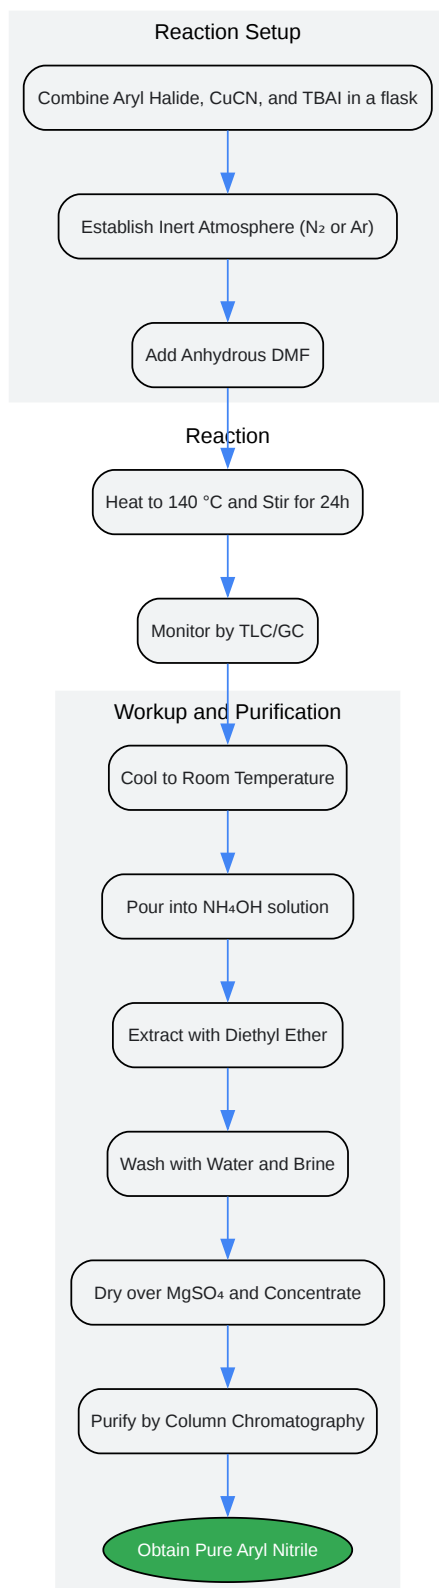 Reaction Setup
Combine Aryl Halide, CuCN, and TBAI in a flask
Establish Inert Atmosphere (N₂ or Ar)
Add Anhydrous DMF
Reaction
Heat to 140 °C and Stir for 24h
Monitor by TLC/GC
Workup and Purification
Cool to Room Temperature
Pour into NH₄OH solution
Extract with Diethyl Ether
Wash with Water and Brine
Dry over MgSO₄ and Concentrate
Purify by Column Chromatography
Obtain Pure Aryl Nitrile